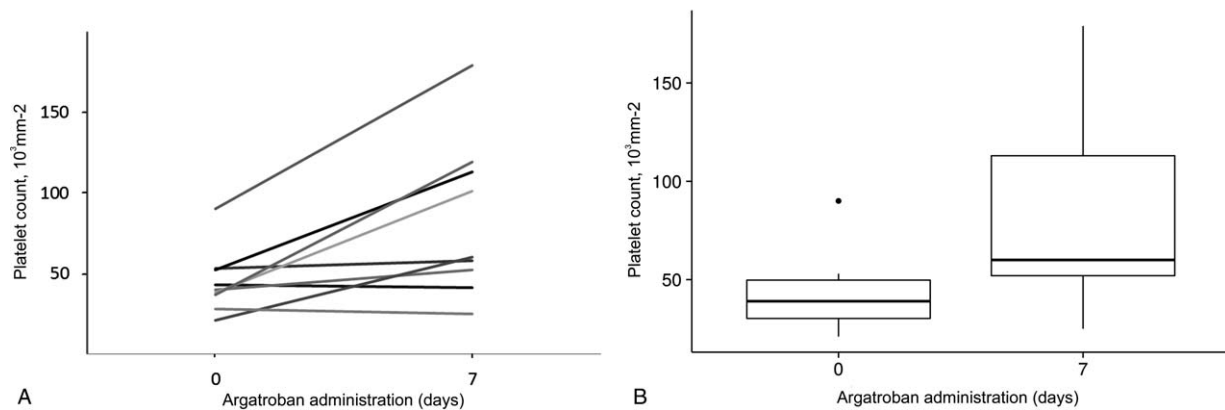 Platelet count, 10³mm-2
150
100
50
0
7
Argatroban administration (days)
A
Platelet count, 10³mm-2
150
100
50
0
7
Argatroban administration (days)
B